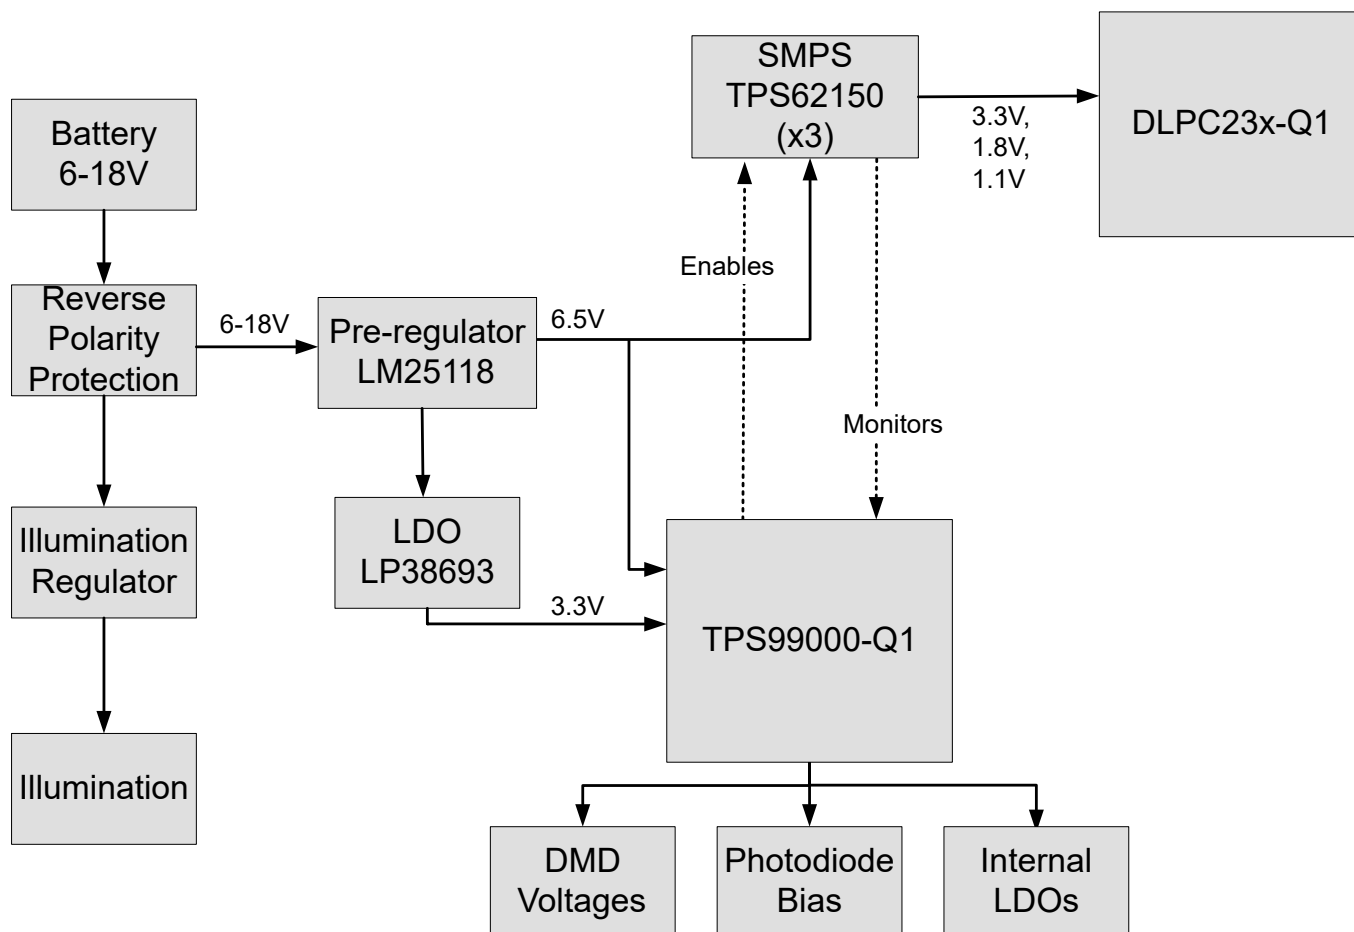 SMPS
TPS62150
(x3)
DLPC23x-Q1
3.3V,
1.8V,
1.1V
Battery
6-18V
Enables
Reverse
Polarity
Protection
6-18V
Pre-regulator
LM25118
6.5V
Monitors
Illumination
Regulator
LDO
LP38693
3.3V
TPS99000-Q1
Illumination
DMD
Voltages
Photodiode
Bias
Internal
LDOs